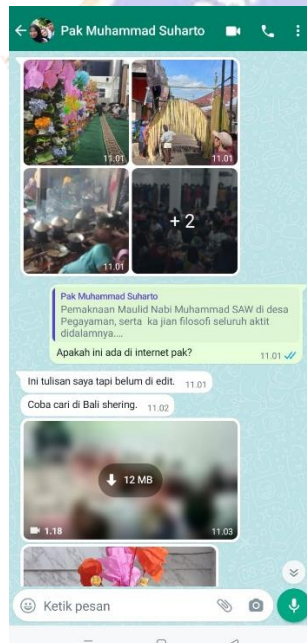 Pak Muhammad Suharto
11.01
11.01
11.01
+ 2
Pak Muhammad Suharto
Pemaknaan Maulid Nabi Muhammad SAW di desa
Pegayaman, serta ka jian filosofi seluruh aktit
didalamnya....
Apakah ini ada di internet pak?
11.01
Ini tulisan saya tapi belum di edit. 11.01
Coba cari di Bali shering. 11.02
12 MB
1.18
11.03
Ketik pesan